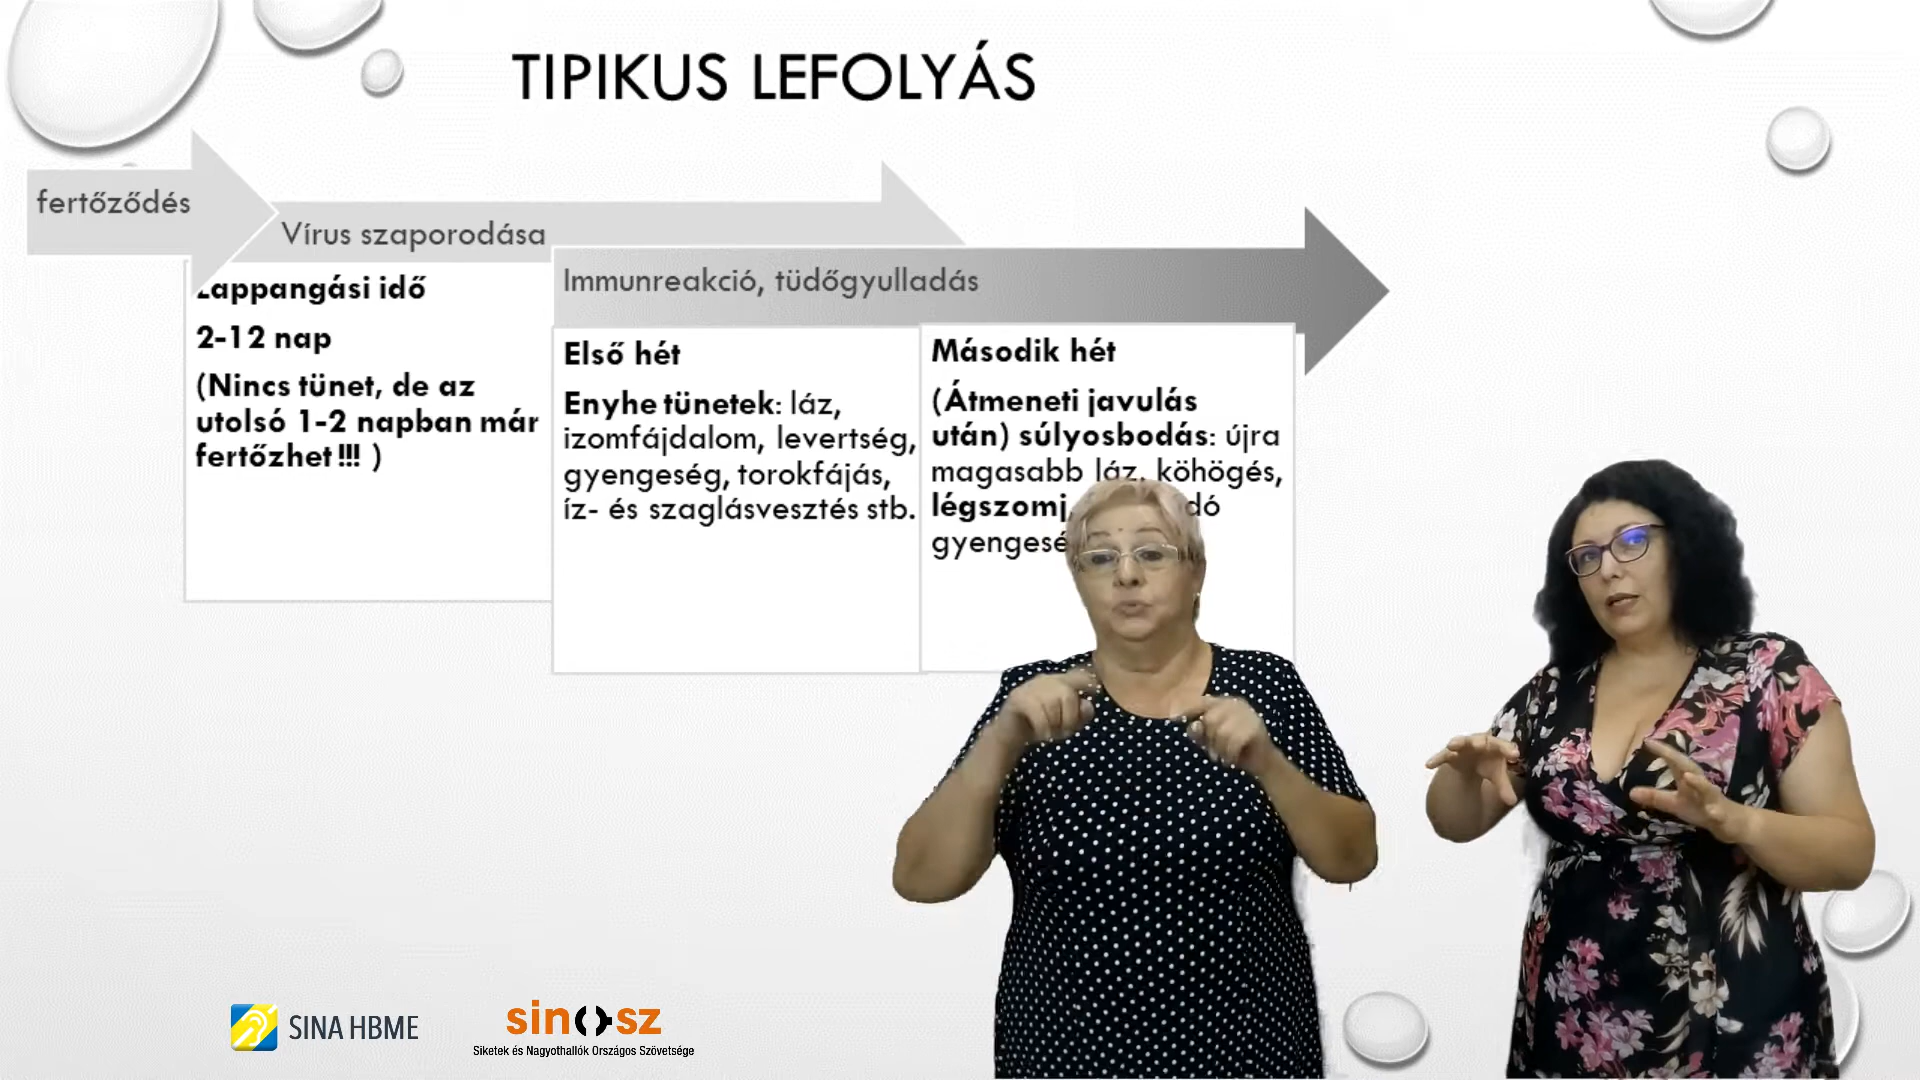 TIPIKUS LEFOLYÁS
fertőződés
Vírus szaporodása
Immunreakció, tüdőgyulladás
Lappangási idő
2-12 nap
(Nincs tünet, de az
utolsó 1-2 napban már
fertőzhet!!! )
Első hét
Enyhe tünetek: láz,
izomfájdalom, levertség,
gyengeség, torokfájás,
íz- és szaglásvesztés stb.
Második hét
(Átmeneti javulás
után) súlyosbodás: újra
magasabb láz, köhögés,
légszomj,
SINA HBME
sinosz
Siketek és Nagyothallók Országos Szövetsége